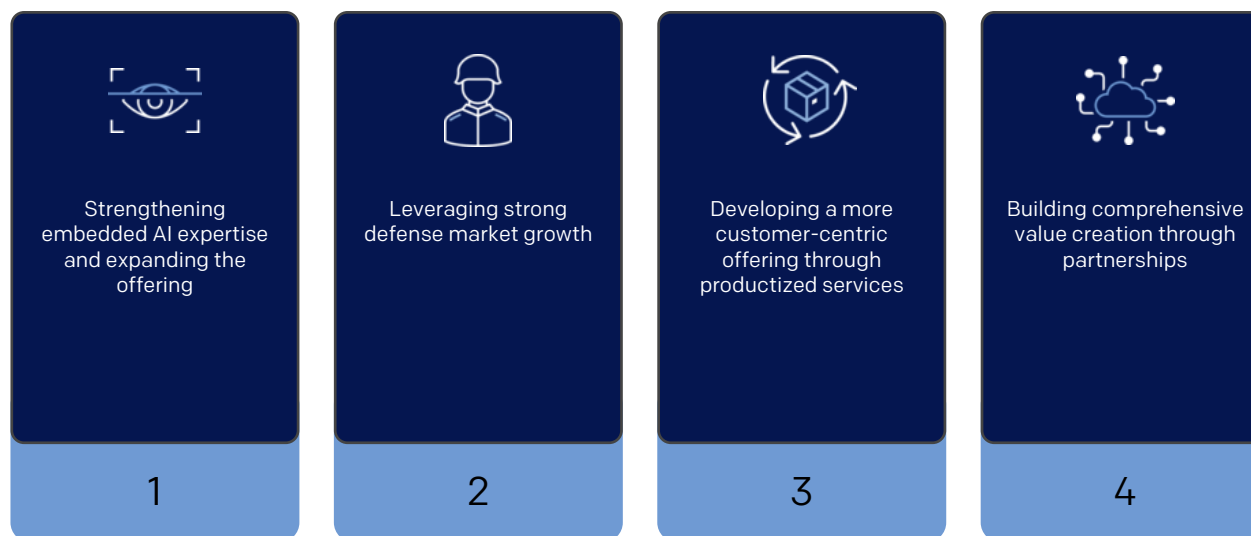 Strengthening
embedded AI expertise
and expanding the
offering
1
Leveraging strong
defense market growth
2
Developing a more
customer-centric
offering through
productized services
3
Building comprehensive
value creation through
partnerships
4